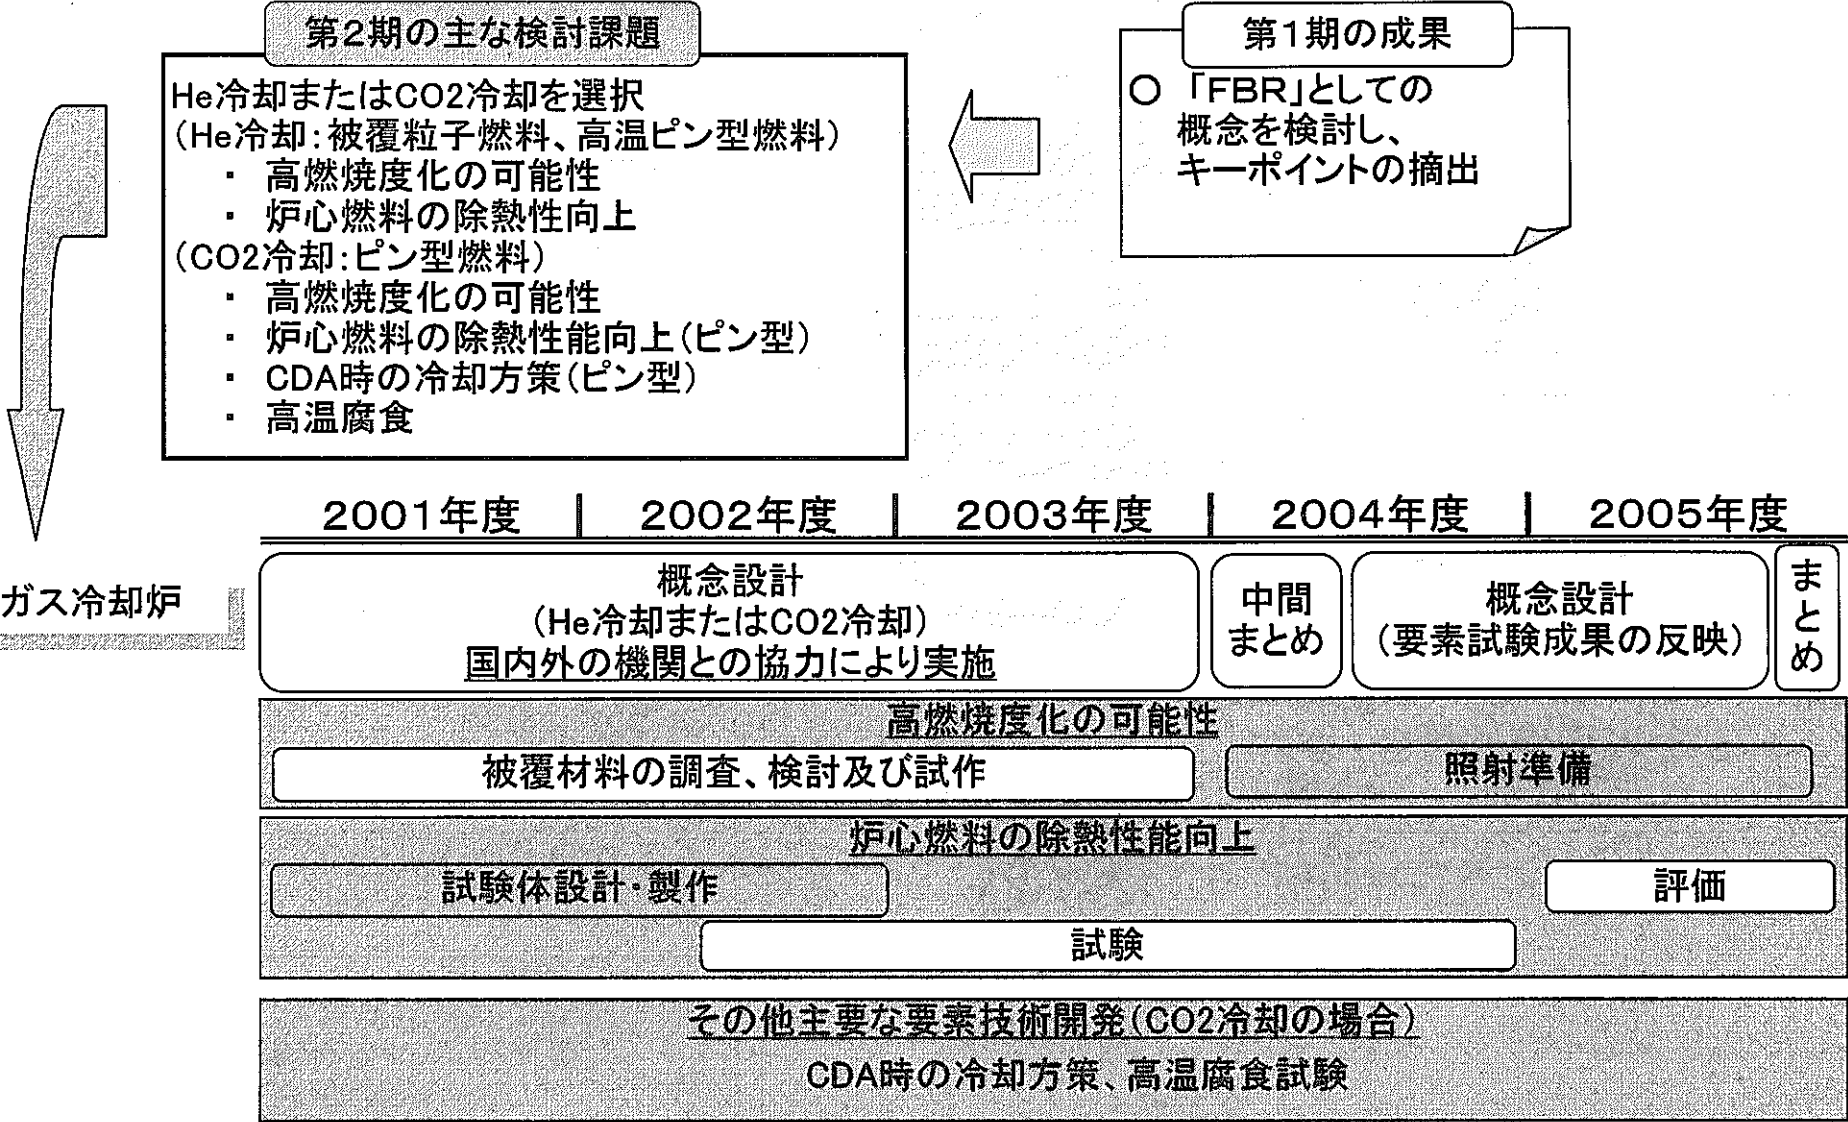 第2期の主な検討課題
He冷却またはCO2冷却を選択
(He冷却:被覆粒子燃料、高温ピン型燃料)
・ 高燃焼度化の可能性
・ 炉心燃料の除熱性向上
(CO2冷却:ピン型燃料)
・ 高燃焼度化の可能性
・ 炉心燃料の除熱性能向上(ピン型)
・ CDA時の冷却方策(ピン型)
・ 高温腐食
第1期の成果
○ 「FBR」としての
概念を検討し、
キーポイントの摘出
2001年度
2002年度
2003年度
2004年度
2005年度
ガス冷却炉
概念設計
(He冷却またはCO2冷却)
国内外の機関との協力により実施
中間
まとめ
概念設計
(要素試験成果の反映)
まとめ
高燃焼度化の可能性
被覆材料の調査、検討及び試作
照射準備
炉心燃料の除熱性能向上
試験体設計・製作
評価
試験
その他主要な要素技術開発(CO2冷却の場合)
CDA時の冷却方策、高温腐食試験